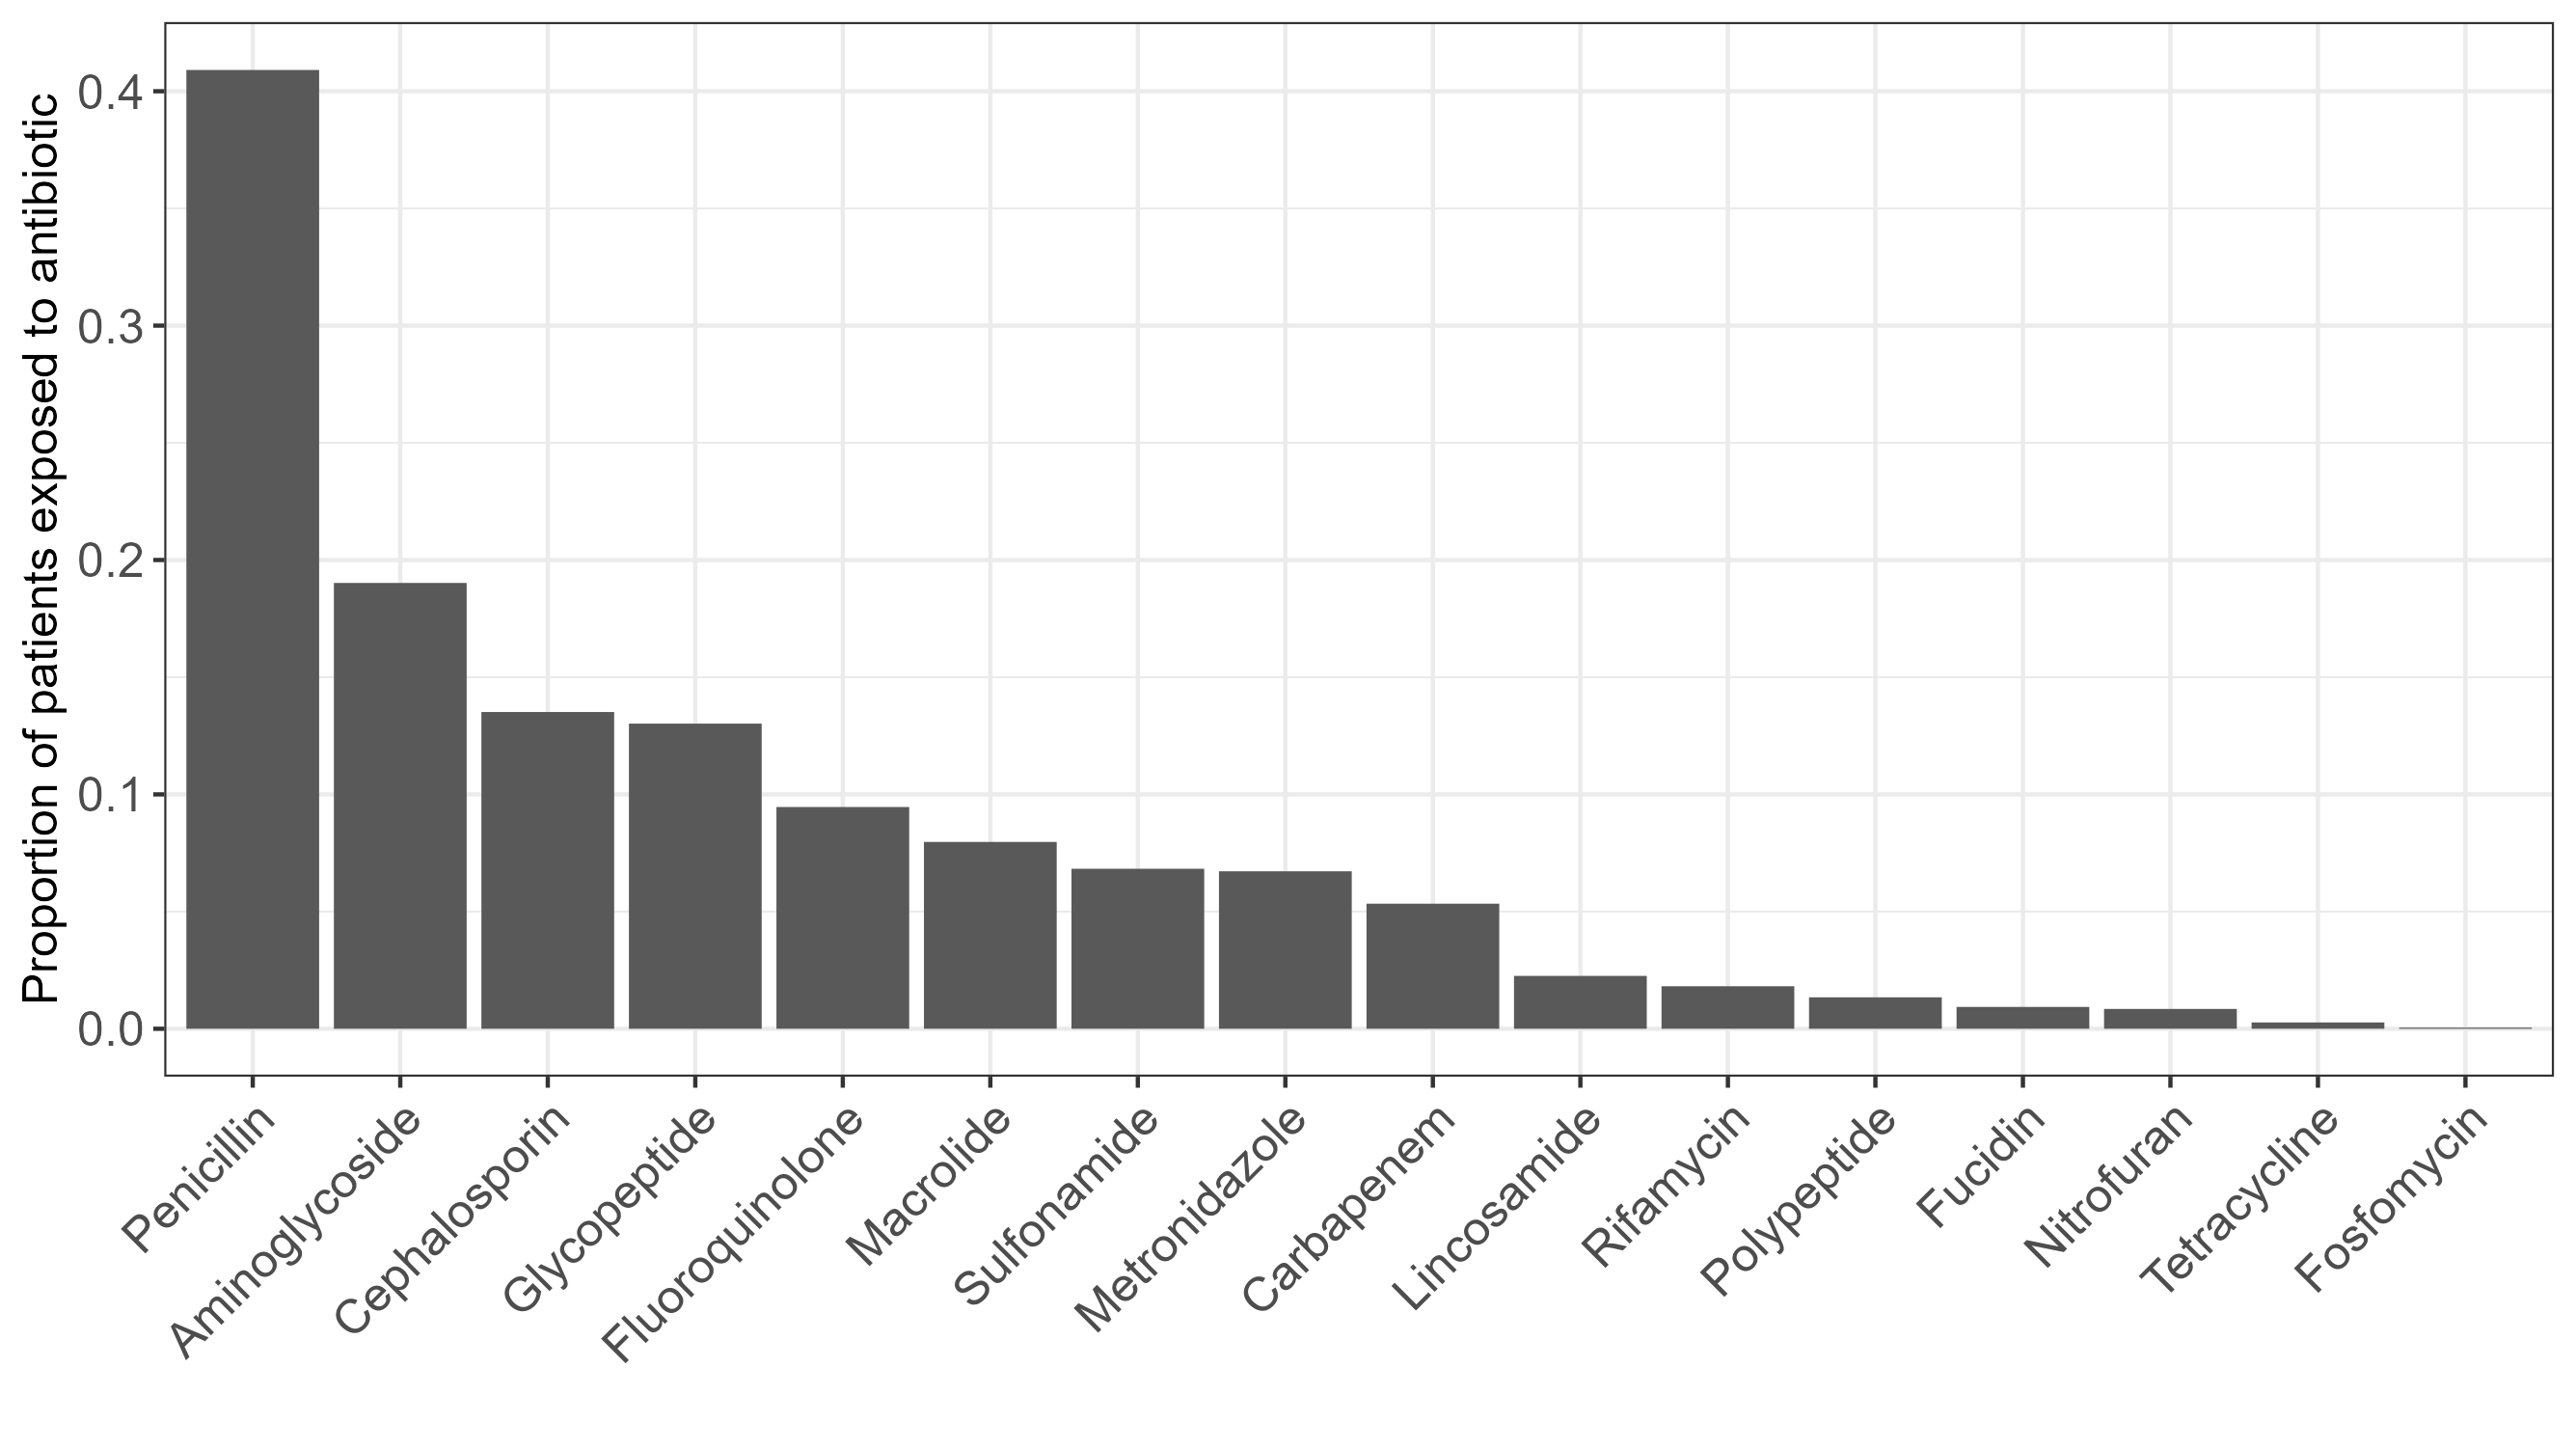 Proportion of patients exposed to antibiotic
0.4
0.3
0.2
0.1
0.0
Penicillin
Aminoglycoside
Cephalosporin
Glycopeptide
Fluoroquinolone
Macrolide
Sulfonamide
Metronidazole
Carbapenem
Lincosamide
Rifamycin
Polypeptide
Fucidin
Nitrofuran
Tetracycline
Fosfomycin